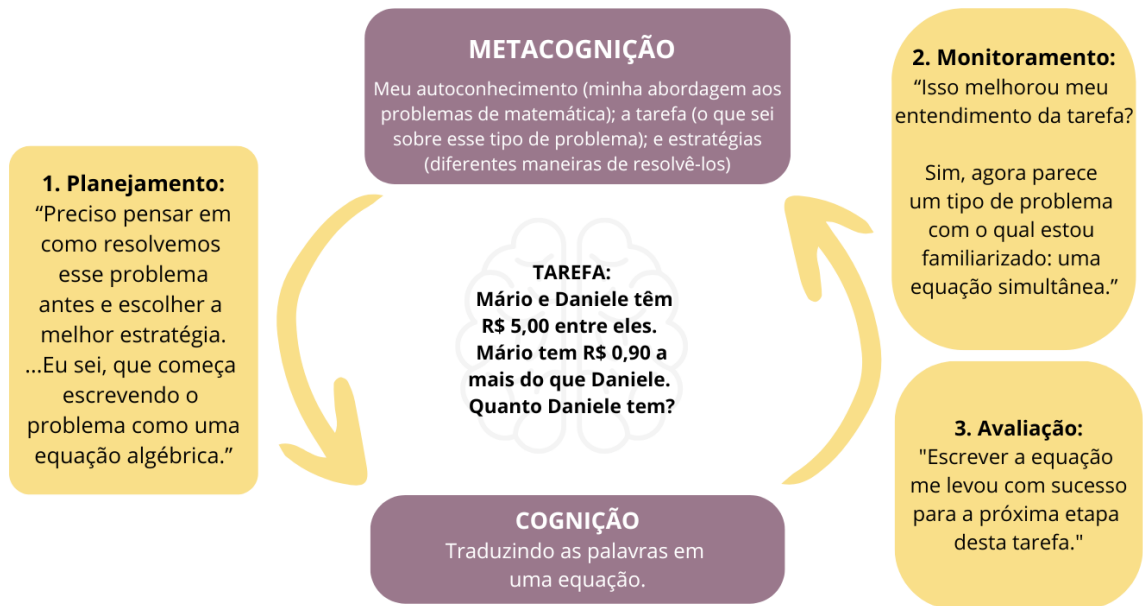 METACOGNIÇÃO
Meu autoconhecimento (minha abordagem aos
problemas de matemática); a tarefa (o que sei
sobre esse tipo de problema); e estratégias
(diferentes maneiras de resolvê-los)
1. Planejamento:
“Preciso pensar em
como resolvemos
esse problema
antes e escolher a
melhor estratégia.
...Eu sei, que começa
escrevendo o
problema como uma
equação algébrica.”
TAREFA:
Mário e Daniele têm
R$ 5,00 entre eles.
Mário tem R$ 0,90 a
mais do que Daniele.
Quanto Daniele tem?
COGNIÇÃO
Traduzindo as palavras em
uma equação.
2. Monitoramento:
“Isso melhorou meu
entendimento da tarefa?
Sim, agora parece
um tipo de problema
com o qual estou
familiarizado: uma
equação simultânea.”
3. Avaliação:
"Escrever a equação
me levou com sucesso
para a próxima etapa
desta tarefa."